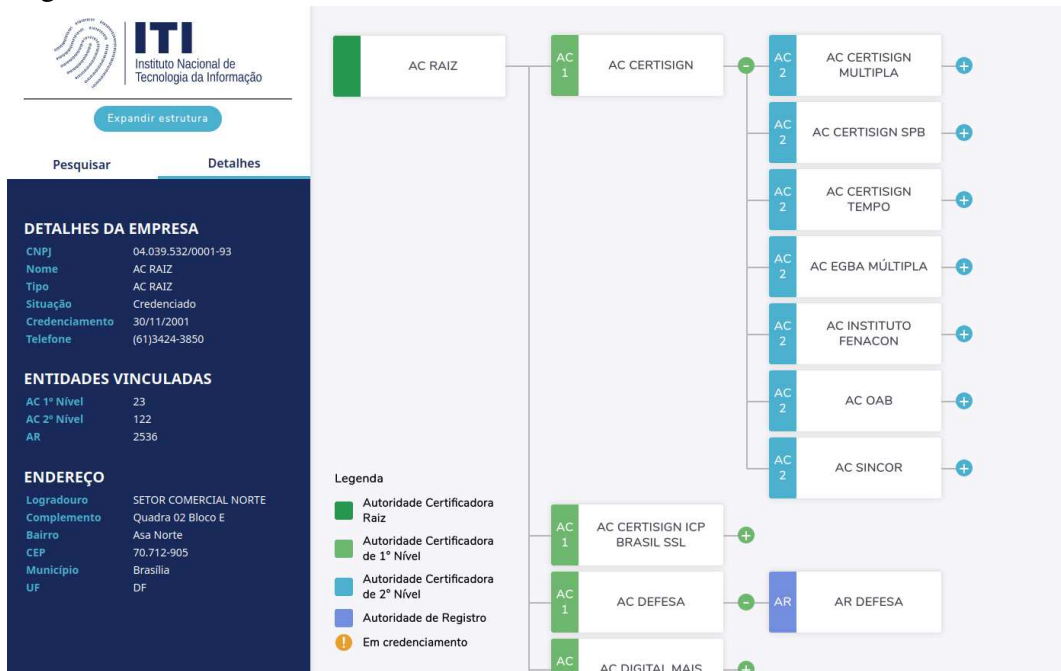 ITI
Instituto Nacional de
Tecnologia da Informação
Expandir estrutura
Pesquisar
Detalhes
DETALHES DA EMPRESA
CNPJ 04.039.532/0001-93
Nome AC RAIZ
Tipo AC RAIZ
Situação Credenciado
Credenciamento 30/11/2001
Telefone (61)3424-3850
ENTIDADES VINCULADAS
AC 1º Nível 23
AC 2º Nível 122
AR 2536
ENDEREÇO
Logradouro SETOR COMERCIAL NORTE
Complemento Quadra 02 Bloco E
Bairro Asa Norte
CEP 70.712-905
Município Brasília
UF DF
AC RAIZ
AC
1
AC CERTISIGN
AC
2
AC CERTISIGN
MULTIPLA
AC
2
AC CERTISIGN SPB
AC
2
AC CERTISIGN
TEMPO
AC
2
AC EGBA MÚLTIPLA
AC
2
AC INSTITUTO
FENACON
AC
2
AC OAB
AC
2
AC SINCOR
AC
1
AC CERTISIGN ICP
BRASIL SSL
AC
1
AC DEFESA
AR
AR DEFESA
AC
AC DIGITAL MAIS
Legenda
Autoridade Certificadora
Raiz
Autoridade Certificadora
de 1º Nível
Autoridade Certificadora
de 2º Nível
Autoridade de Registro
Em credenciamento